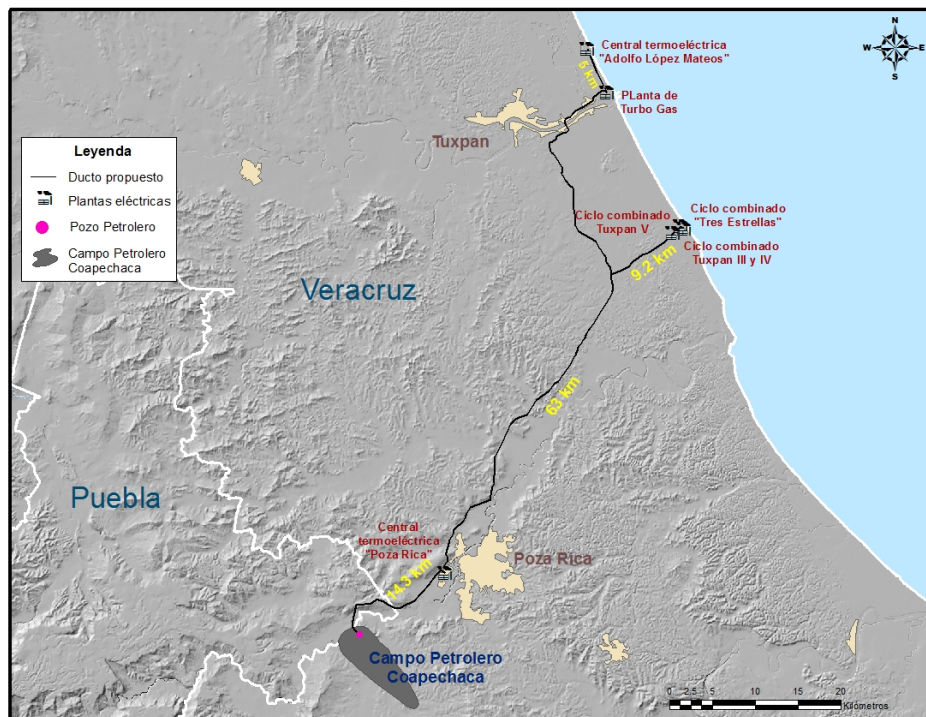 N
W E
S
Central termoeléctrica
"Adolfo López Mateos"
5 km
PLanta de
Turbo Gas
Tuxpan
Leyenda
Ducto propuesto
Plantas eléctricas
Pozo Petrolero
Campo Petrolero
Coapechaca
Ciclo combinado
Tuxpan V
Ciclo combinado
"Tres Estrellas"
Ciclo combinado
Tuxpan III y IV
9.2 km
Veracruz
63 km
Puebla
Central
termoeléctrica
"Poza Rica"
Poza Rica
14.3 km
Campo Petrolero
Coapechaca
0 2.5 5 10 15 20
Kilómetros